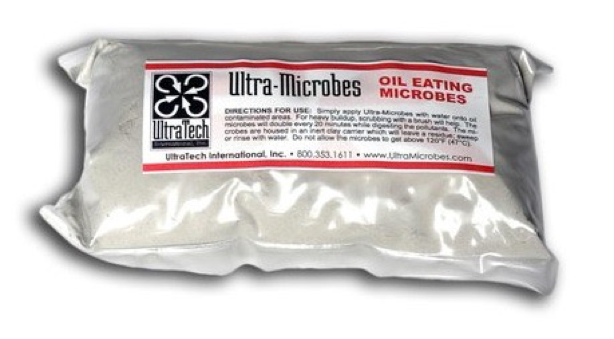 Ultra-Microbes
OIL EATING
MICROBES
DIRECTIONS FOR USE: Simply apply Ultra-Microbes with water onto oil
contaminated areas. For heavy buildup, scrubbing with a brush will help. The
microbes will double every 20 minutes while digesting the pollutants. The mi-
crobes are housed in an inert clay carrier which will leave a residue; sweep
or rinse with water. Do not allow the microbes to get above 120°F (47°C).
UltraTech
International, Inc.
UltraTech International, Inc. • 800.353.1611 • www.UltraMicrobes.com